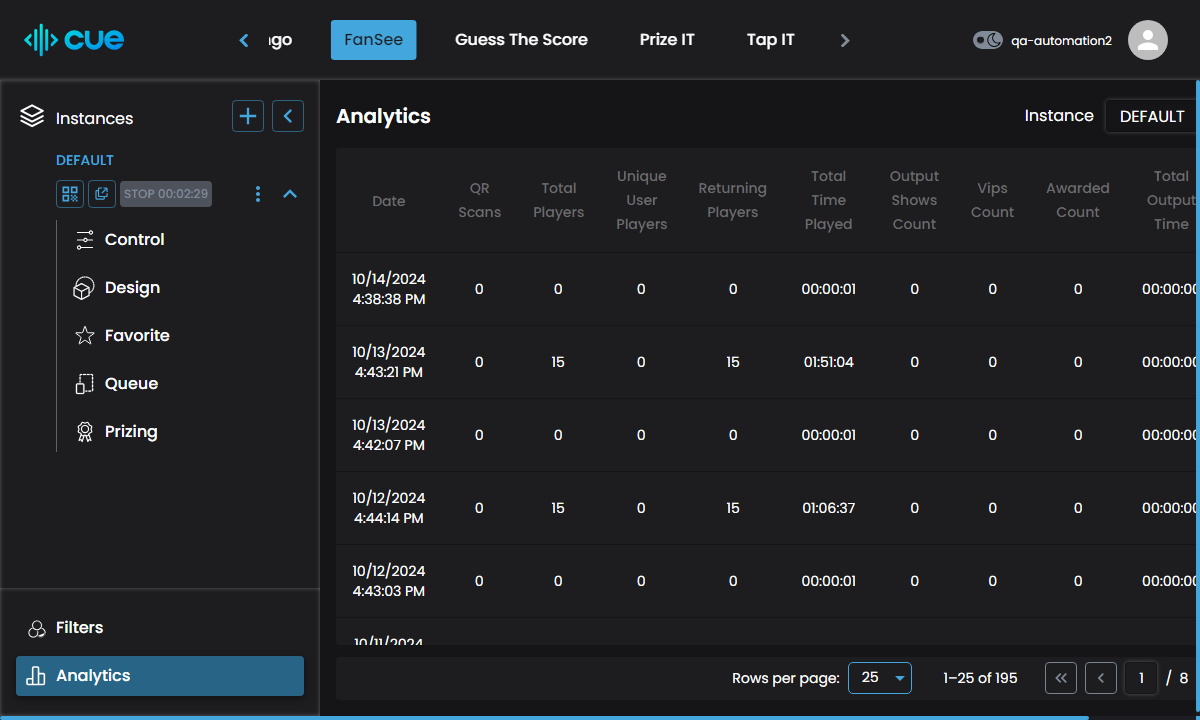 cue
FanSee
Guess The Score
Prize IT
Tap IT
qa-automation2
Instances
DEFAULT
STOP 00:02:29
Control
Design
Favorite
Queue
Prizing
Filters
Analytics
Analytics
Instance
DEFAULT
Date QR Scans Total Players Unique User Players Returning Players Total Time Played Output Shows Count Vips Count Awarded Count Total Output Time
10/14/2024 4:38:38 PM 0 0 0 0 00:00:01 0 0 0 00:00:00
10/13/2024 4:43:21 PM 0 15 0 15 01:51:04 0 0 0 00:00:00
10/13/2024 4:42:07 PM 0 0 0 0 00:00:01 0 0 0 00:00:00
10/12/2024 4:44:14 PM 0 15 0 15 01:06:37 0 0 0 00:00:00
10/12/2024 4:43:03 PM 0 0 0 0 00:00:01 0 0 0 00:00:00
10/11/2024
Rows per page: 25 1–25 of 195 1 / 8